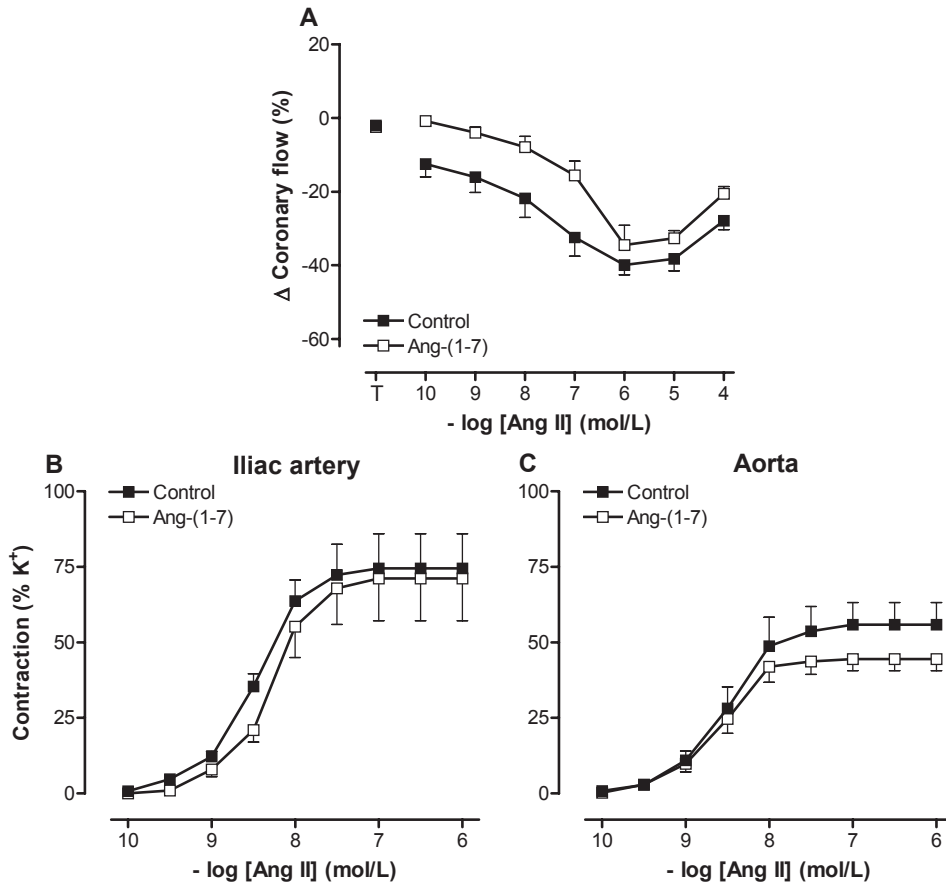 A
20
0
-20
-40
-60
Δ Coronary flow (%)
Control
Ang-(1-7)
T 10 9 8 7 6 5 4
- log [Ang II] (mol/L)
B Iliac artery
100
75
50
25
0
Contraction (% K⁺)
Control
Ang-(1-7)
10 9 8 7 6
- log [Ang II] (mol/L)
C Aorta
100
75
50
25
0
Control
Ang-(1-7)
10 9 8 7 6
- log [Ang II] (mol/L)